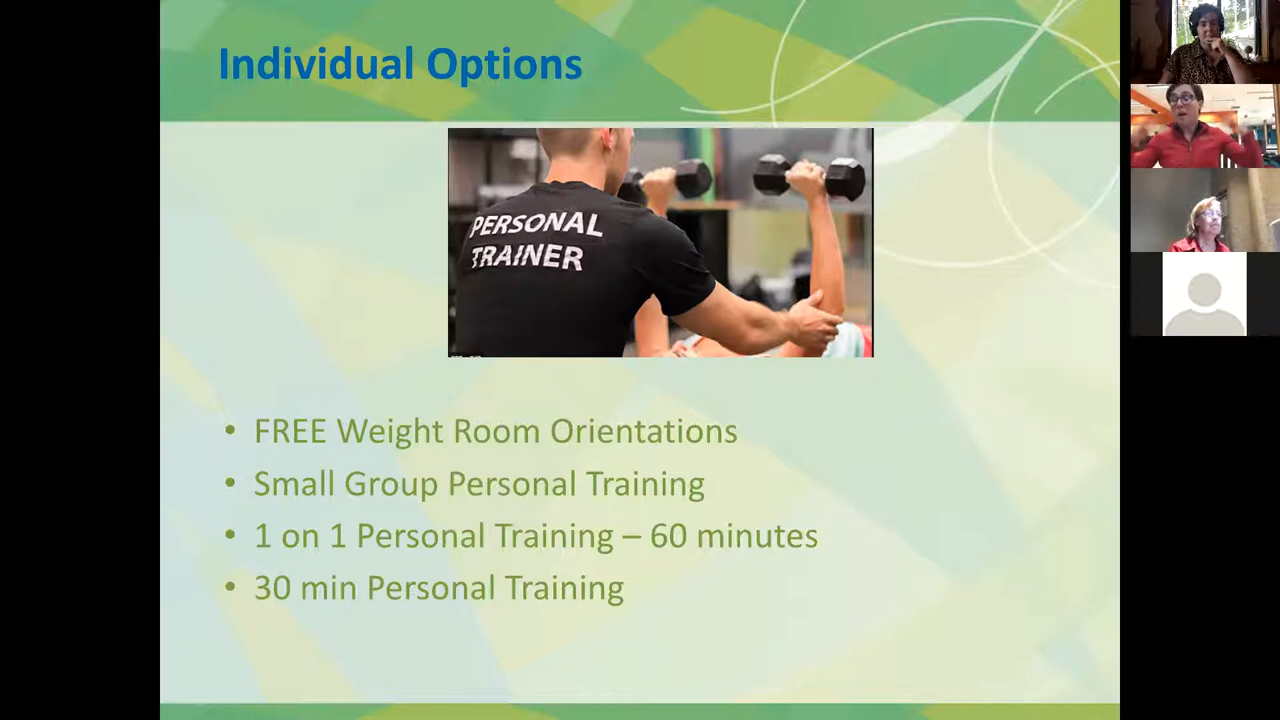 Individual Options
PERSONAL
TRAINER
• FREE Weight Room Orientations
• Small Group Personal Training
• 1 on 1 Personal Training – 60 minutes
• 30 min Personal Training